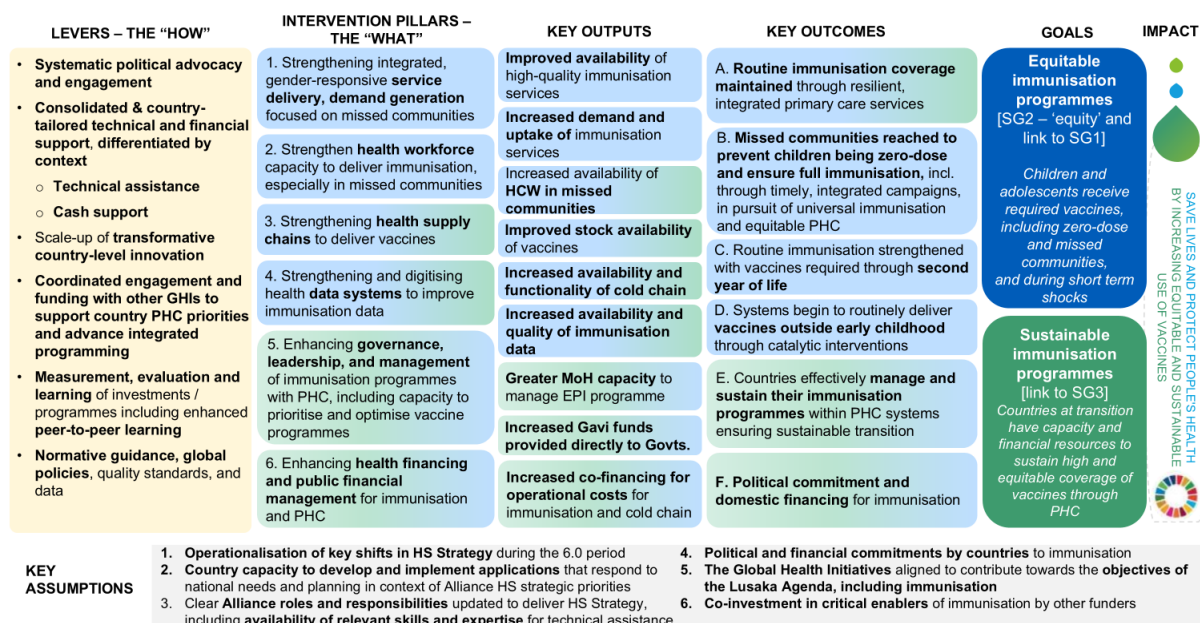 LEVERS – THE “HOW”
• Systematic political advocacy
and engagement
• Consolidated & country-
tailored technical and financial
support, differentiated by
context
o Technical assistance
o Cash support
• Scale-up of transformative
country-level innovation
• Coordinated engagement and
funding with other GHIs to
support country PHC priorities
and advance integrated
programming
• Measurement, evaluation and
learning of investments /
programmes including enhanced
peer-to-peer learning
• Normative guidance, global
policies, quality standards, and
data
INTERVENTION PILLARS –
THE “WHAT”
1. Strengthening integrated,
gender-responsive service
delivery, demand generation
focused on missed communities
2. Strengthen health workforce
capacity to deliver immunisation,
especially in missed communities
3. Strengthening health supply
chains to deliver vaccines
4. Strengthening and digitising
health data systems to improve
immunisation data
5. Enhancing governance,
leadership, and management
of immunisation programmes
with PHC, including capacity to
prioritise and optimise vaccine
programmes
6. Enhancing health financing
and public financial
management for immunisation
and PHC
KEY OUTPUTS
Improved availability of
high-quality immunisation
services
Increased demand and
uptake of immunisation
services
Increased availability of
HCW in missed
communities
Improved stock availability
of vaccines
Increased availability and
functionality of cold chain
Increased availability and
quality of immunisation
data
Greater MoH capacity to
manage EPI programme
Increased Gavi funds
provided directly to Govts.
Increased co-financing for
operational costs for
immunisation and cold chain
KEY OUTCOMES
A. Routine immunisation coverage
maintained through resilient,
integrated primary care services
B. Missed communities reached to
prevent children being zero-dose
and ensure full immunisation, incl.
through timely, integrated campaigns,
in pursuit of universal immunisation
and equitable PHC
C. Routine immunisation strengthened
with vaccines required through second
year of life
D. Systems begin to routinely deliver
vaccines outside early childhood
through catalytic interventions
E. Countries effectively manage and
sustain their immunisation
programmes within PHC systems
ensuring sustainable transition
F. Political commitment and
domestic financing for immunisation
GOALS
Equitable
immunisation
programmes
[SG2 – ‘equity’ and
link to SG1]
Children and
adolescents receive
required vaccines,
including zero-dose
and missed
communities,
and during short term
shocks
Sustainable
immunisation
programmes
[link to SG3]
Countries at transition
have capacity and
financial resources to
sustain high and
equitable coverage of
vaccines through
PHC
IMPACT
SAVE LIVES AND PROTECT PEOPLE’S HEALTH
BY INCREASING EQUITABLE AND SUSTAINABLE
USE OF VACCINES
KEY
ASSUMPTIONS
1. Operationalisation of key shifts in HS Strategy during the 6.0 period
2. Country capacity to develop and implement applications that respond to
national needs and planning in context of Alliance HS strategic priorities
3. Clear Alliance roles and responsibilities updated to deliver HS Strategy,
including availability of relevant skills and expertise for technical assistance
4. Political and financial commitments by countries to immunisation
5. The Global Health Initiatives aligned to contribute towards the objectives of
the Lusaka Agenda, including immunisation
6. Co-investment in critical enablers of immunisation by other funders